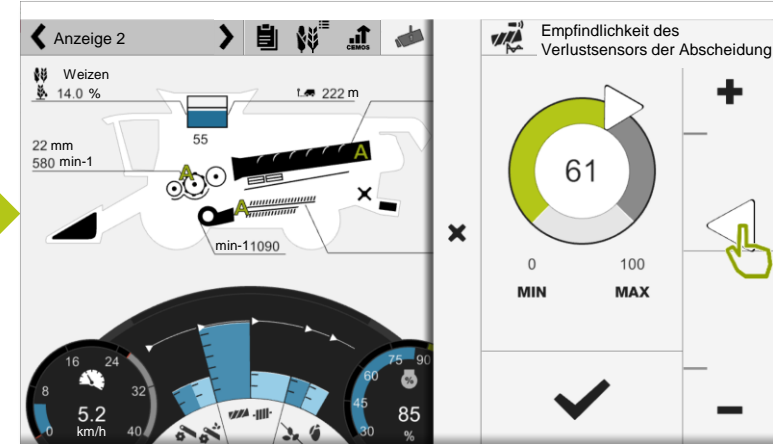 Anzeige 2
CEMOS
Empfindlichkeit des
Verlustsensors der Abscheidung
Weizen
14.0 %
222 m
55
22 mm
580 min-1
A
A
A
min-11090
61
0 100
MIN MAX
16 24
8 32
0 40
5.2
km/h
75 90
60
45
30
%
85
%